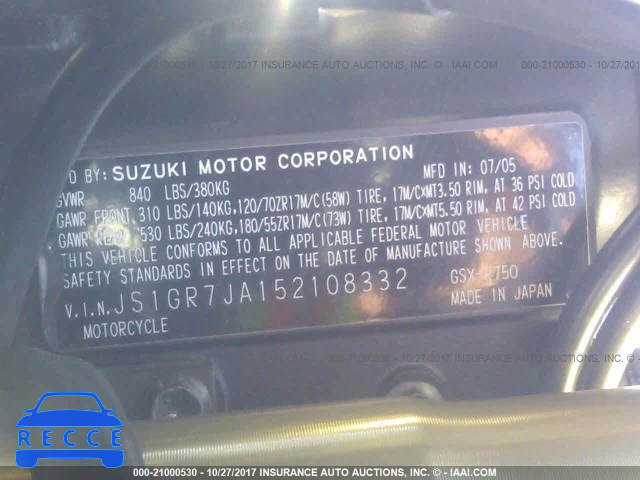 000-21000530 - 10/27/2017 INSURANCE AUTO AUCTIONS, INC. © - IAAI.COM
D BY: SUZUKI MOTOR CORPORATION MFD IN: 07/05
GVWR 840 LBS/380KG
GAWR FRONT 310 LBS/140KG,120/70ZR17M/C(58W) TIRE, 17M/CXMT3.50 RIM, AT 36 PSI COLD
GAWR REAR 530 LBS/240KG,180/55ZR17M/C(73W) TIRE, 17M/CXMT5.50 RIM, AT 42 PSI COLD
THIS VEHICLE CONFORMS TO ALL APPLICABLE FEDERAL MOTOR VEHICLE
SAFETY STANDARDS IN EFFECT ON THE DATE OF MANUFACTURE SHOWN ABOVE.
V.I.N. JS1GR7JA152108332 GSX-R750
MOTORCYCLE MADE IN JAPAN
RECCE
000-21000530 - 10/27/2017 INSURANCE AUTO AUCTIONS, INC. © - IAAI.COM